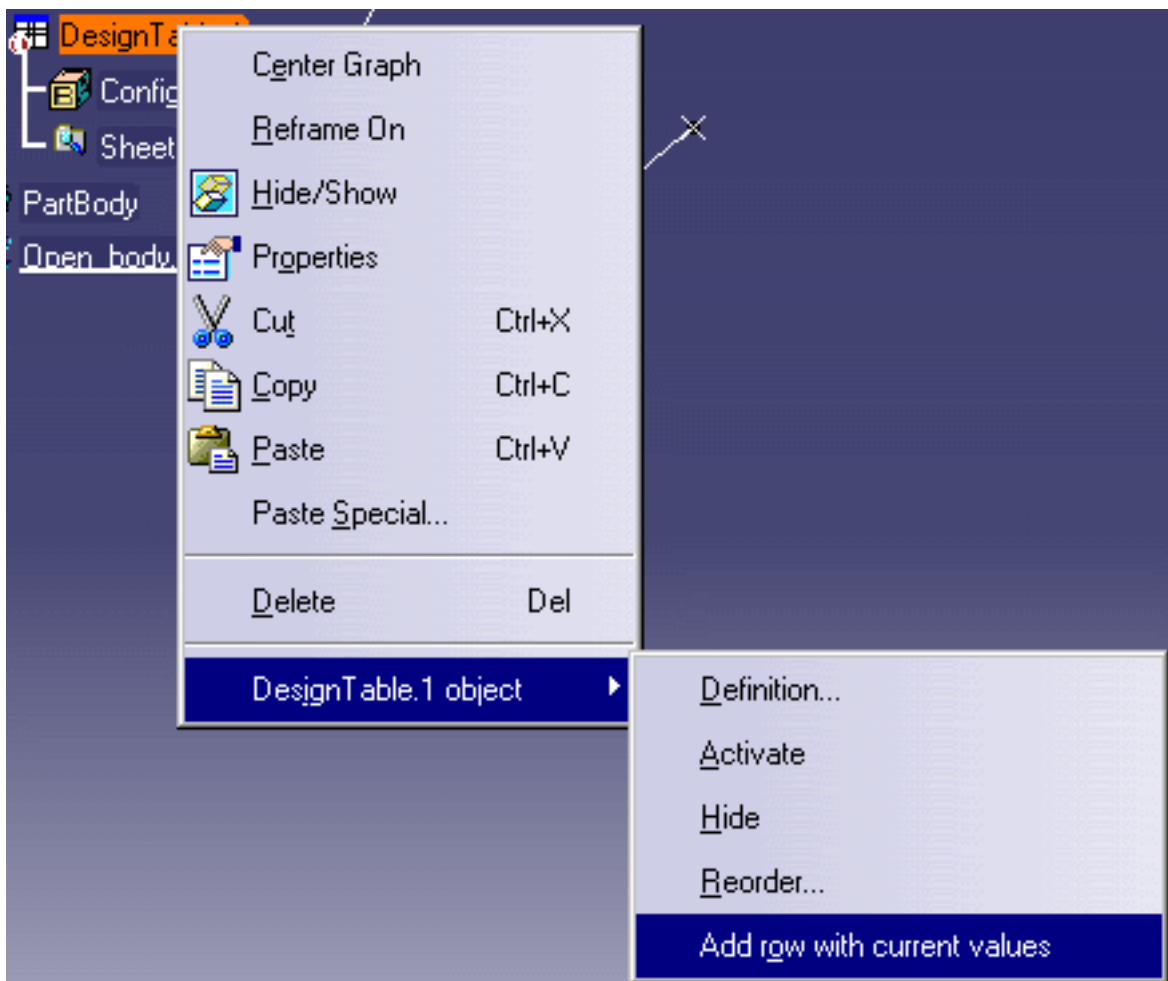 DesignTa
Config
Sheet
PartBody
Open_body.
Center Graph
Reframe On
Hide/Show
Properties
Cut Ctrl+X
Copy Ctrl+C
Paste Ctrl+V
Paste Special...
Delete Del
DesignTable.1 object
Definition...
Activate
Hide
Reorder...
Add row with current values